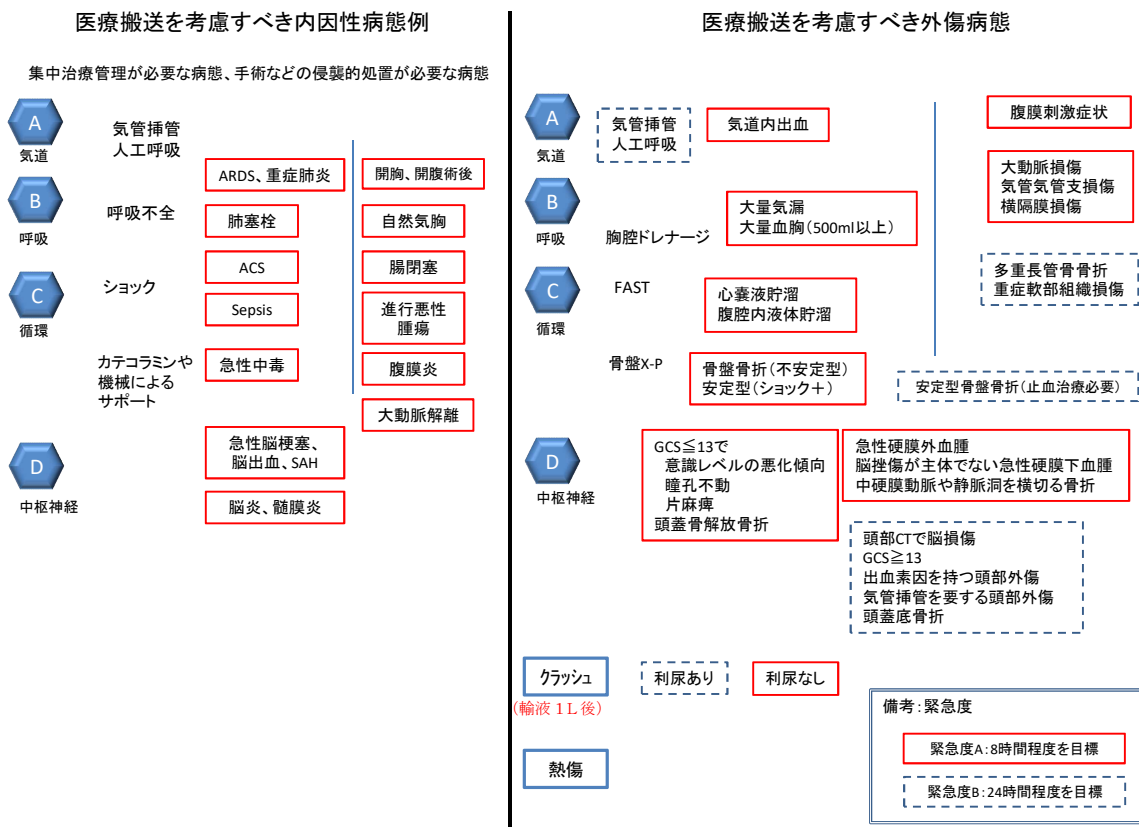 医療搬送を考慮すべき内因性病態例
集中治療管理が必要な病態、手術などの侵襲的処置が必要な病態
A
気道
気管挿管
人工呼吸
ARDS、重症肺炎
開胸、開腹術後
B
呼吸
呼吸不全
肺塞栓
自然気胸
ACS
腸閉塞
C
循環
ショック
Sepsis
進行悪性
腫瘍
カテコラミンや
機械による
サポート
急性中毒
腹膜炎
大動脈解離
D
中枢神経
急性脳梗塞、
脳出血、SAH
脳炎、髄膜炎
医療搬送を考慮すべき外傷病態
A
気道
気管挿管
人工呼吸
気道内出血
腹膜刺激症状
大動脈損傷
気管気管支損傷
横隔膜損傷
B
呼吸
胸腔ドレナージ
大量気漏
大量血胸(500ml以上)
多重長管骨骨折
重症軟部組織損傷
C
循環
FAST
心嚢液貯溜
腹腔内液体貯溜
骨盤X-P
骨盤骨折(不安定型)
安定型(ショック+)
安定型骨盤骨折(止血治療必要)
D
中枢神経
GCS≦13で
意識レベルの悪化傾向
瞳孔不動
片麻痺
頭蓋骨解放骨折
急性硬膜外血腫
脳挫傷が主体でない急性硬膜下血腫
中硬膜動脈や静脈洞を横切る骨折
頭部CTで脳損傷
GCS≧13
出血素因を持つ頭部外傷
気管挿管を要する頭部外傷
頭蓋底骨折
クラッシュ
(輸液1L後)
利尿あり
利尿なし
熱傷
備考:緊急度
緊急度A:8時間程度を目標
緊急度B:24時間程度を目標